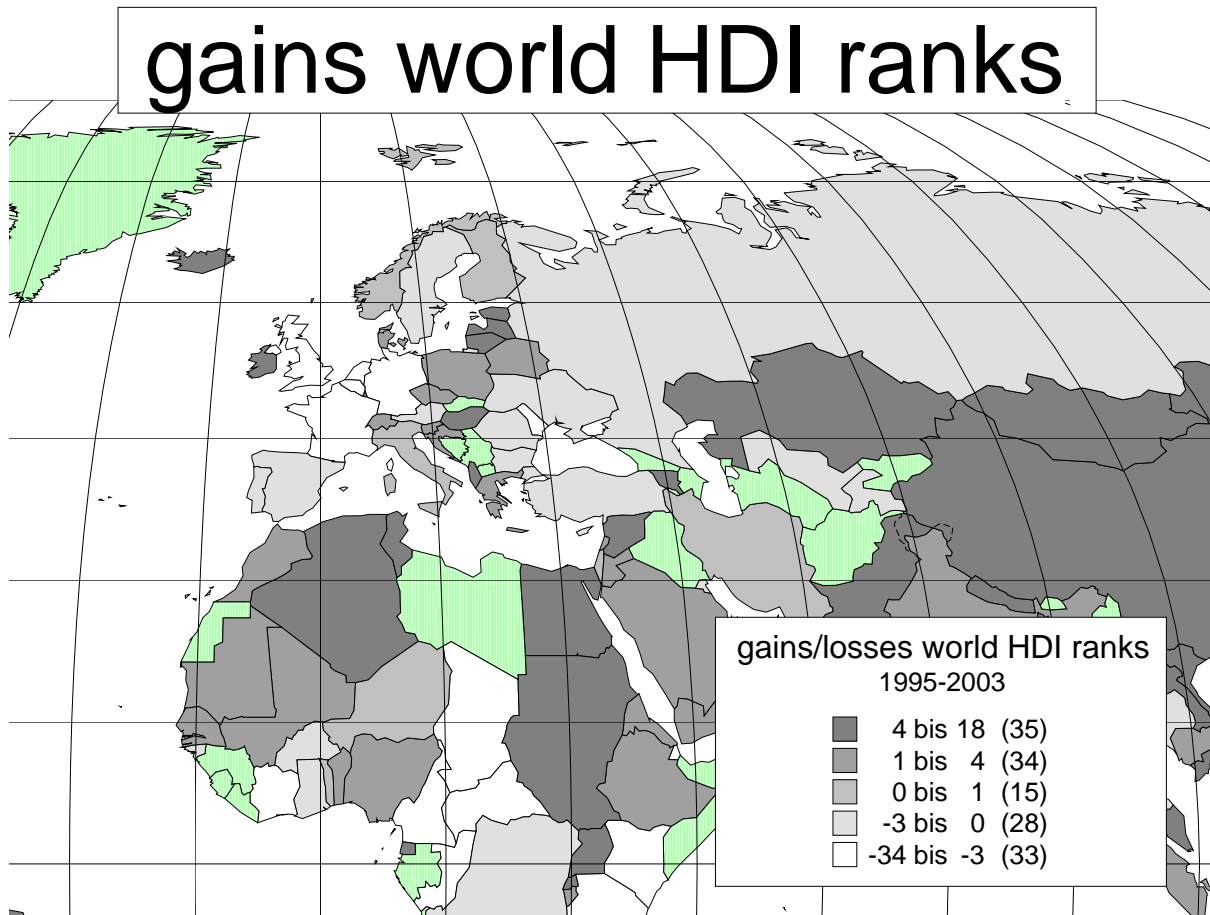 gains world HDI ranks
gains/losses world HDI ranks
1995-2003
4 bis 18 (35)
1 bis 4 (34)
0 bis 1 (15)
-3 bis 0 (28)
-34 bis -3 (33)